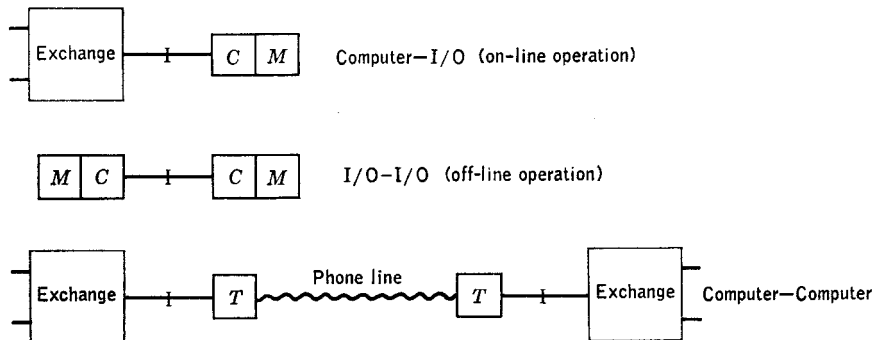 Exchange I C M Computer—I/O (on-line operation)
M C I C M I/O—I/O (off-line operation)
Phone line
Exchange I T T I Exchange Computer—Computer